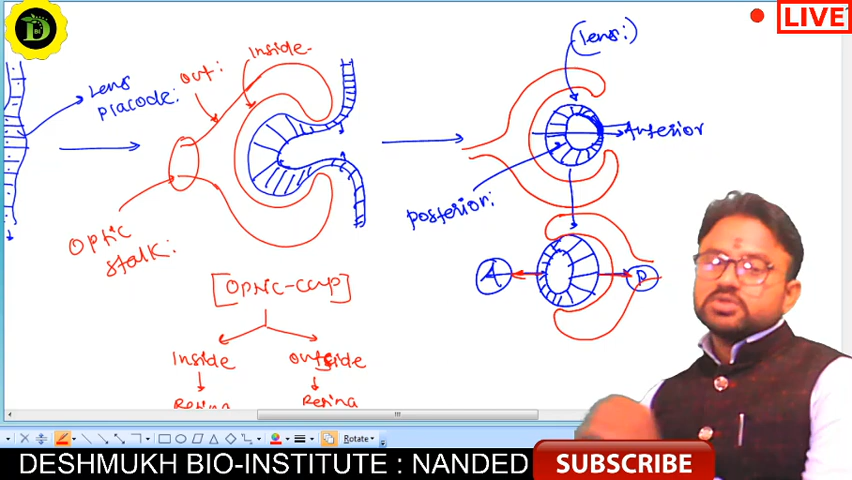 D
LIVE
Lens
placode:
out:
inside-
(lens:)
Anterior
Posterior:
Optic
stalk:
[Optic-cup]
A
P
Inside
Outside
Retina
Retina
Rotate
DESHMUKH BIO-INSTITUTE : NANDED
SUBSCRIBE